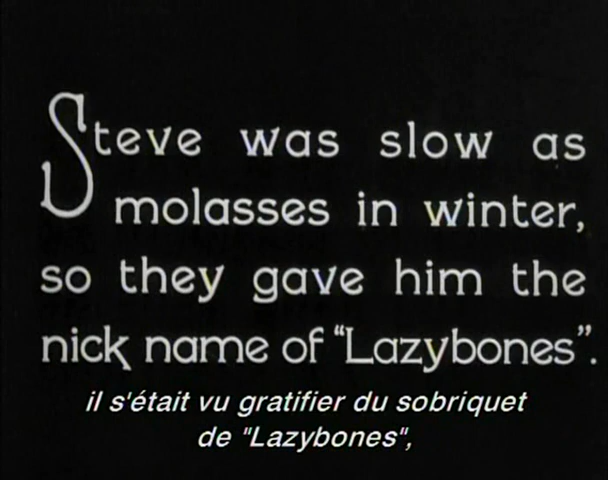 Steve was slow as
molasses in winter,
so they gave him the
nick name of “Lazybones”.
il s'était vu gratifier du sobriquet
de "Lazybones",